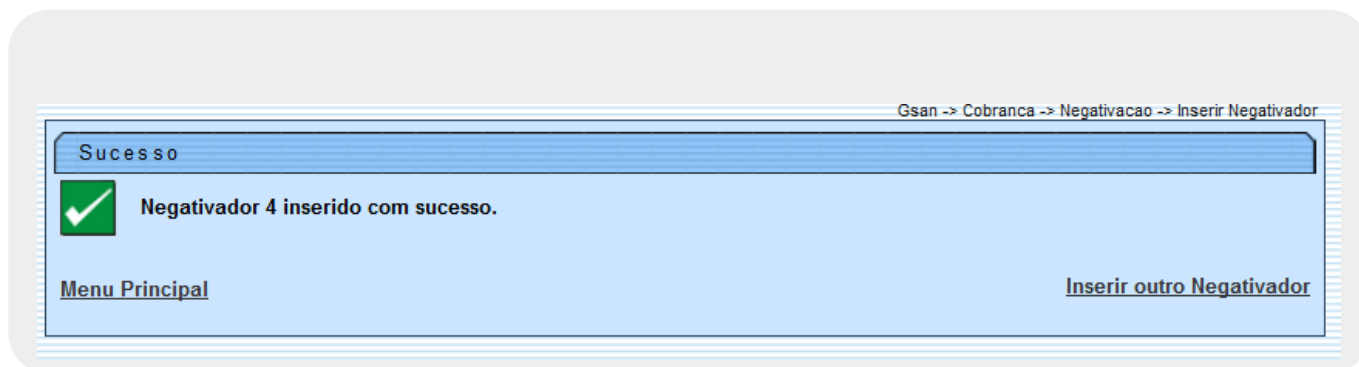 Gsan -> Cobranca -> Negativacao -> Inserir Negativador
Sucesso
Negativador 4 inserido com sucesso.
Menu Principal
Inserir outro Negativador